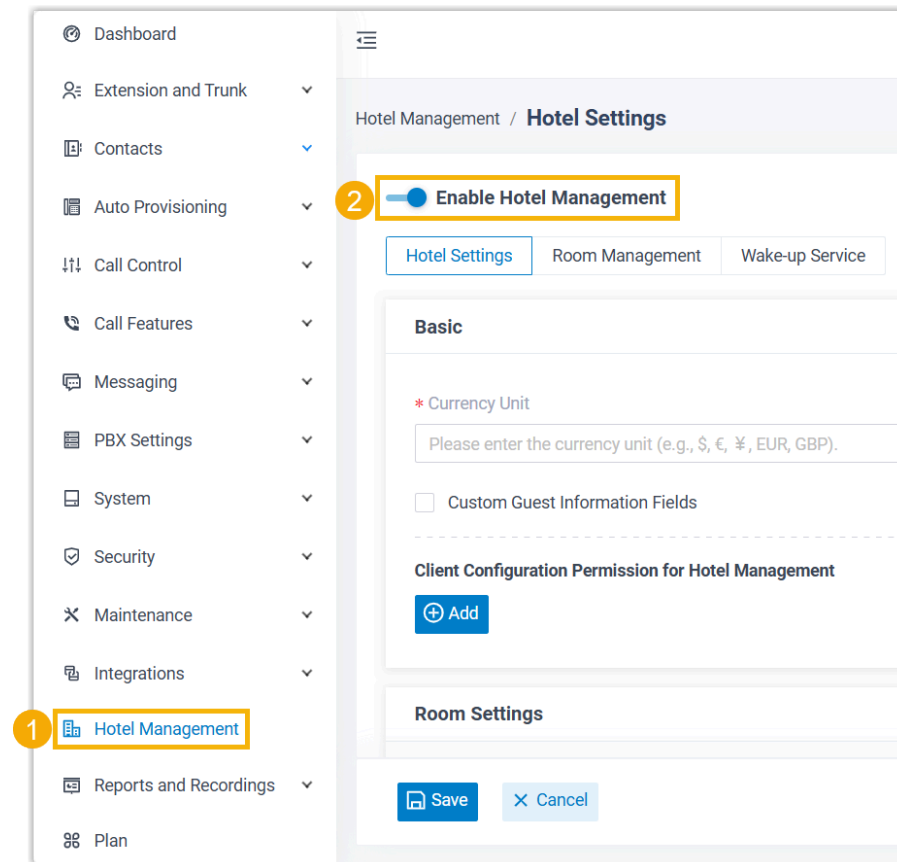 Dashboard
Extension and Trunk
Contacts
Auto Provisioning
Call Control
Call Features
Messaging
PBX Settings
System
Security
Maintenance
Integrations
1 Hotel Management
Reports and Recordings
Plan
Hotel Management / Hotel Settings
2 Enable Hotel Management
Hotel Settings Room Management Wake-up Service
Basic
* Currency Unit
Please enter the currency unit (e.g., $, €, ¥, EUR, GBP).
Custom Guest Information Fields
Client Configuration Permission for Hotel Management
Add
Room Settings
Save Cancel